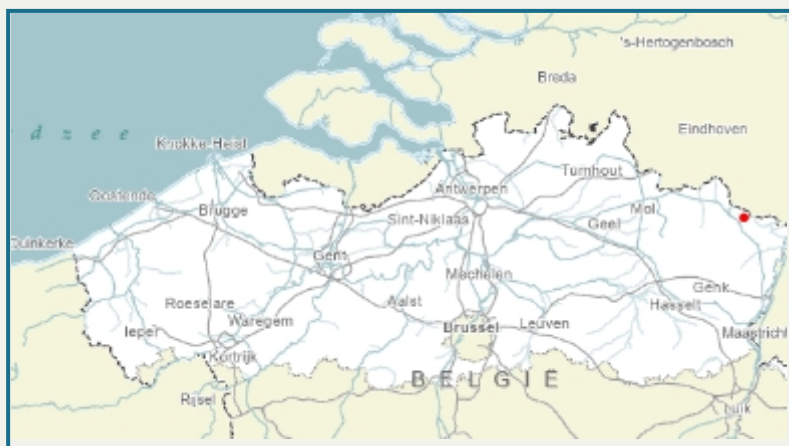 's-Hertogenbosch
Breda
d z e e
Eindhoven
Knokke-Heist
Turnhout
Antwerpen
Oostende
Brugge
Sint-Niklaas
Geel
Mol
Duinkerke
Gent
Mechelen
Genk
Roeselare
Aalst
Hasselt
Ieper
Waregem
Brussel
Leuven
Maastricht
Kortrijk
BELGIË
Rijsel
Luik